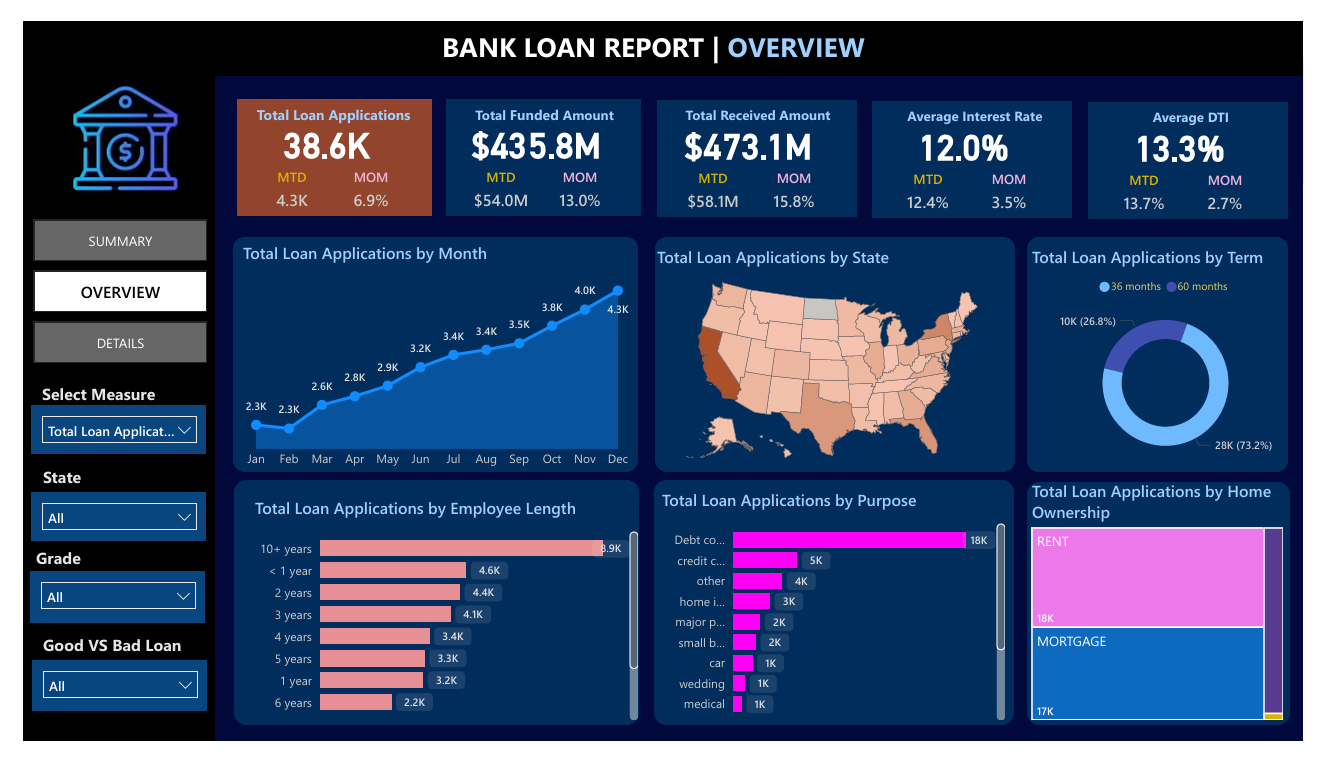 BANK LOAN REPORT | OVERVIEW
$
SUMMARY
OVERVIEW
DETAILS
Select Measure
Total Loan Applicat...
State
All
Grade
All
Good VS Bad Loan
All
Total Loan Applications
38.6K
MTD MOM
4.3K 6.9%
Total Funded Amount
$435.8M
MTD MOM
$54.0M 13.0%
Total Received Amount
$473.1M
MTD MOM
$58.1M 15.8%
Average Interest Rate
12.0%
MTD MOM
12.4% 3.5%
Average DTI
13.3%
MTD MOM
13.7% 2.7%
Total Loan Applications by Month
2.3K 2.3K 2.6K 2.8K 2.9K 3.2K 3.4K 3.4K 3.5K 3.8K 4.0K 4.3K
Jan Feb Mar Apr May Jun Jul Aug Sep Oct Nov Dec
Total Loan Applications by State
Total Loan Applications by Term
36 months 60 months
10K (26.8%)
28K (73.2%)
Total Loan Applications by Employee Length
10+ years 8.9K
< 1 year 4.6K
2 years 4.4K
3 years 4.1K
4 years 3.4K
5 years 3.3K
1 year 3.2K
6 years 2.2K
Total Loan Applications by Purpose
Debt co... 18K
credit c... 5K
other 4K
home i... 3K
major p... 2K
small b... 2K
car 1K
wedding 1K
medical 1K
Total Loan Applications by Home
Ownership
RENT
18K
MORTGAGE
17K